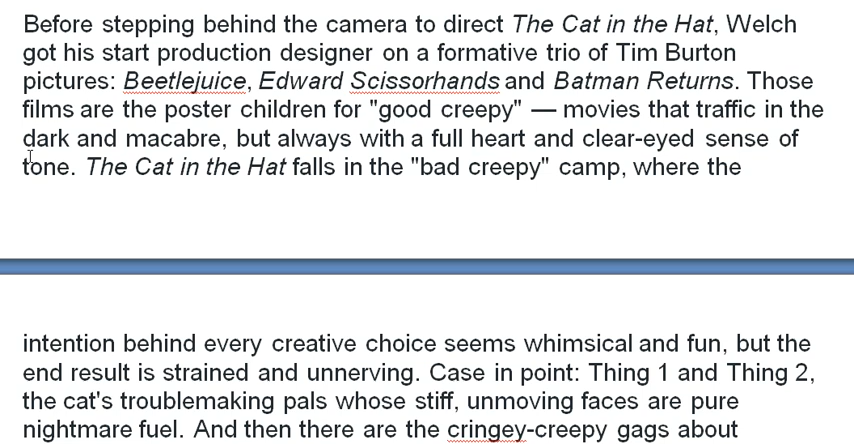 Before stepping behind the camera to direct The Cat in the Hat, Welch
got his start production designer on a formative trio of Tim Burton
pictures: Beetlejuice, Edward Scissorhands and Batman Returns. Those
films are the poster children for "good creepy" — movies that traffic in the
dark and macabre, but always with a full heart and clear-eyed sense of
tone. The Cat in the Hat falls in the "bad creepy" camp, where the
intention behind every creative choice seems whimsical and fun, but the
end result is strained and unnerving. Case in point: Thing 1 and Thing 2,
the cat's troublemaking pals whose stiff, unmoving faces are pure
nightmare fuel. And then there are the cringey-creepy gags about